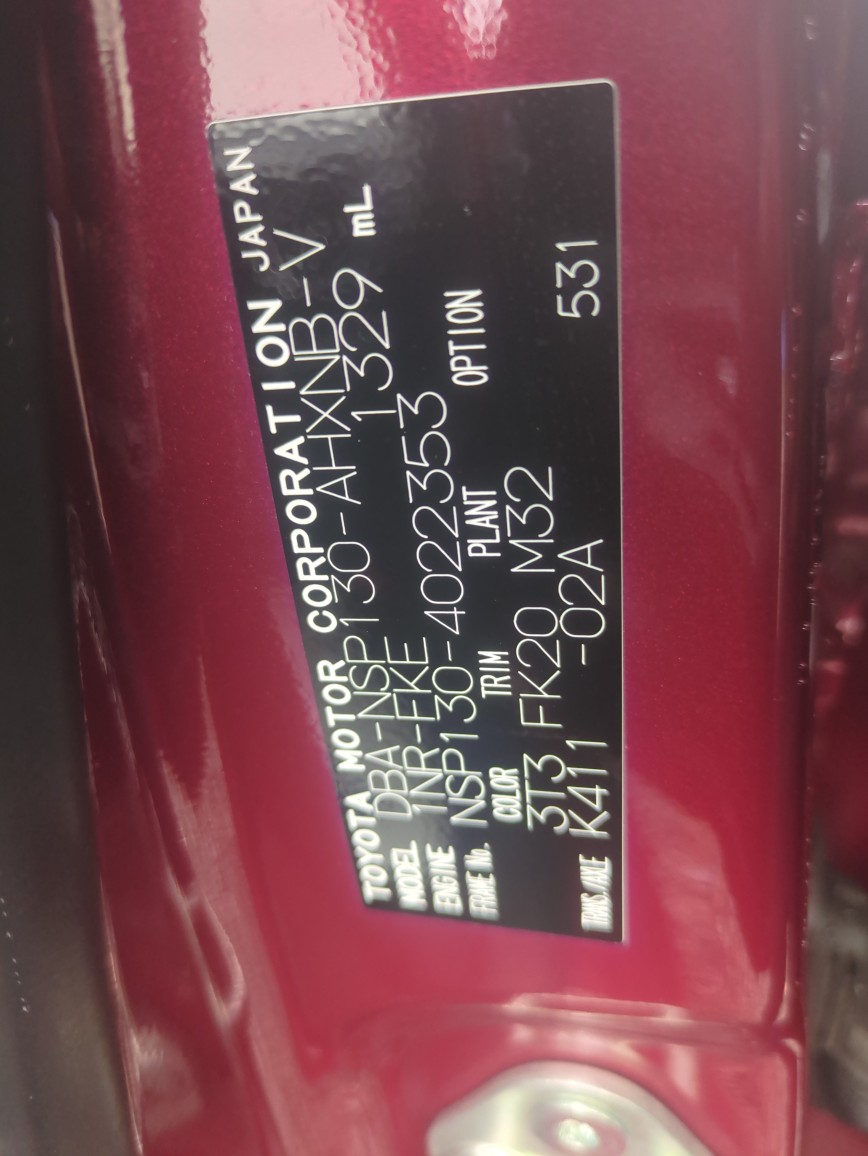 TOYOTA MOTOR CORPORATION JAPAN
MODEL DBA-NSP130-AHXNB-V
ENGINE 1NR-FKE 1329 mL
FRAME No. NSP130-4022353
COLOR TRIM PLANT OPTION
3T3 FK20 M32
TRANS./AXLE K411 -02A 531